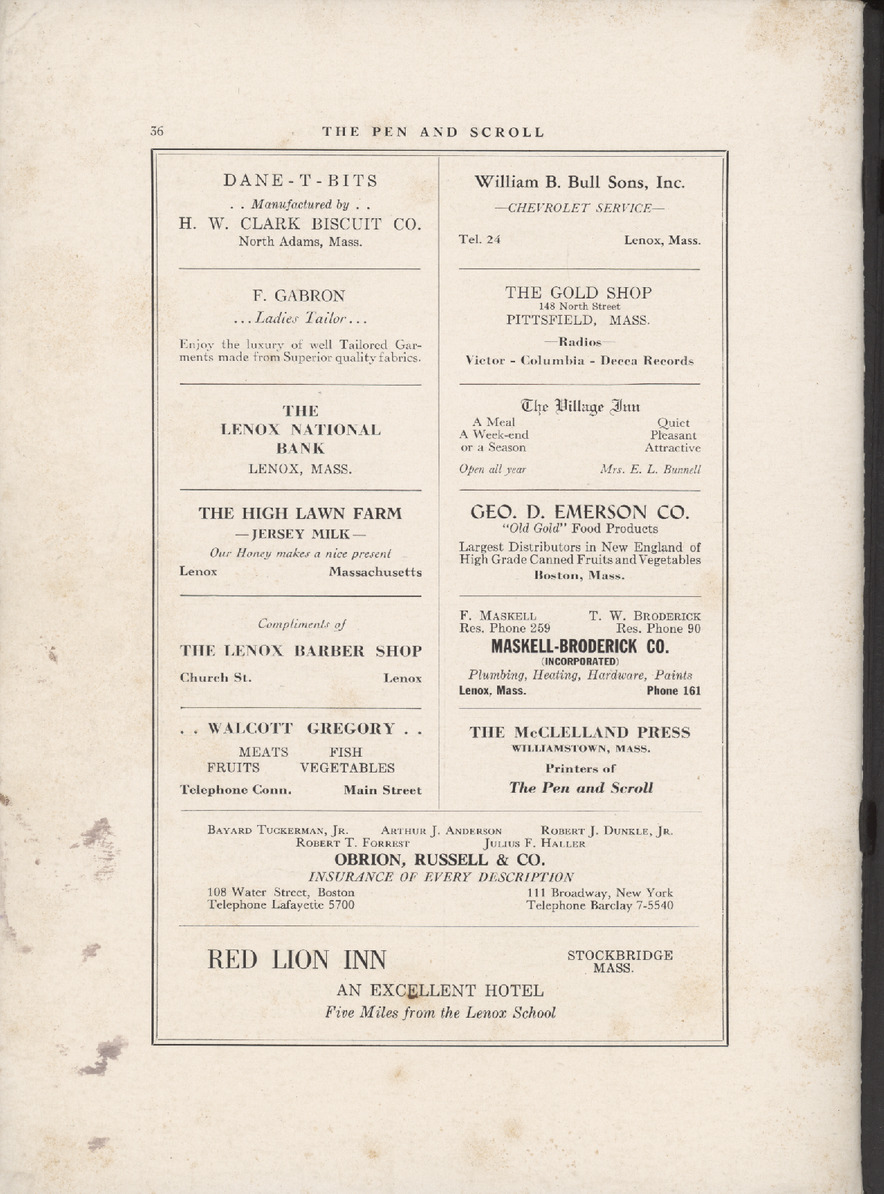 36
THE PEN AND SCROLL
DANE-T-BITS
. . Manufactured by . .
H. W. CLARK BISCUIT CO.
North Adams, Mass.
F. GABRON
...Ladies Tailor...
Enjoy the luxury of well Tailored Gar-
ments made from Superior quality fabrics.
THE
LENOX NATIONAL
BANK
LENOX, MASS.
THE HIGH LAWN FARM
—JERSEY MILK—
Our Honey makes a nice present
Lenox Massachusetts
Compliments of
THE LENOX BARBER SHOP
Church St. Lenox
. . WALCOTT GREGORY . .
MEATS FISH
FRUITS VEGETABLES
Telephone Conn. Main Street
William B. Bull Sons, Inc.
—CHEVROLET SERVICE—
Tel. 24 Lenox, Mass.
THE GOLD SHOP
148 North Street
PITTSFIELD, MASS.
—Radios—
Victor - Columbia - Decca Records
The Village Inn
A Meal Quiet
A Week-end Pleasant
or a Season Attractive
Open all year Mrs. E. L. Bunnell
GEO. D. EMERSON CO.
"Old Gold" Food Products
Largest Distributors in New England of
High Grade Canned Fruits and Vegetables
Boston, Mass.
F. MASKELL T. W. BRODERICK
Res. Phone 259 Res. Phone 90
MASKELL-BRODERICK CO.
(INCORPORATED)
Plumbing, Heating, Hardware, Paints
Lenox, Mass. Phone 161
THE McCLELLAND PRESS
WILLIAMSTOWN, MASS.
Printers of
The Pen and Scroll
BAYARD TUCKERMAN, JR. ARTHUR J. ANDERSON ROBERT J. DUNKLE, JR.
ROBERT T. FORREST JULIUS F. HALLER
OBRION, RUSSELL & CO.
INSURANCE OF EVERY DESCRIPTION
108 Water Street, Boston 111 Broadway, New York
Telephone Lafayette 5700 Telephone Barclay 7-5540
RED LION INN STOCKBRIDGE
MASS.
AN EXCELLENT HOTEL
Five Miles from the Lenox School